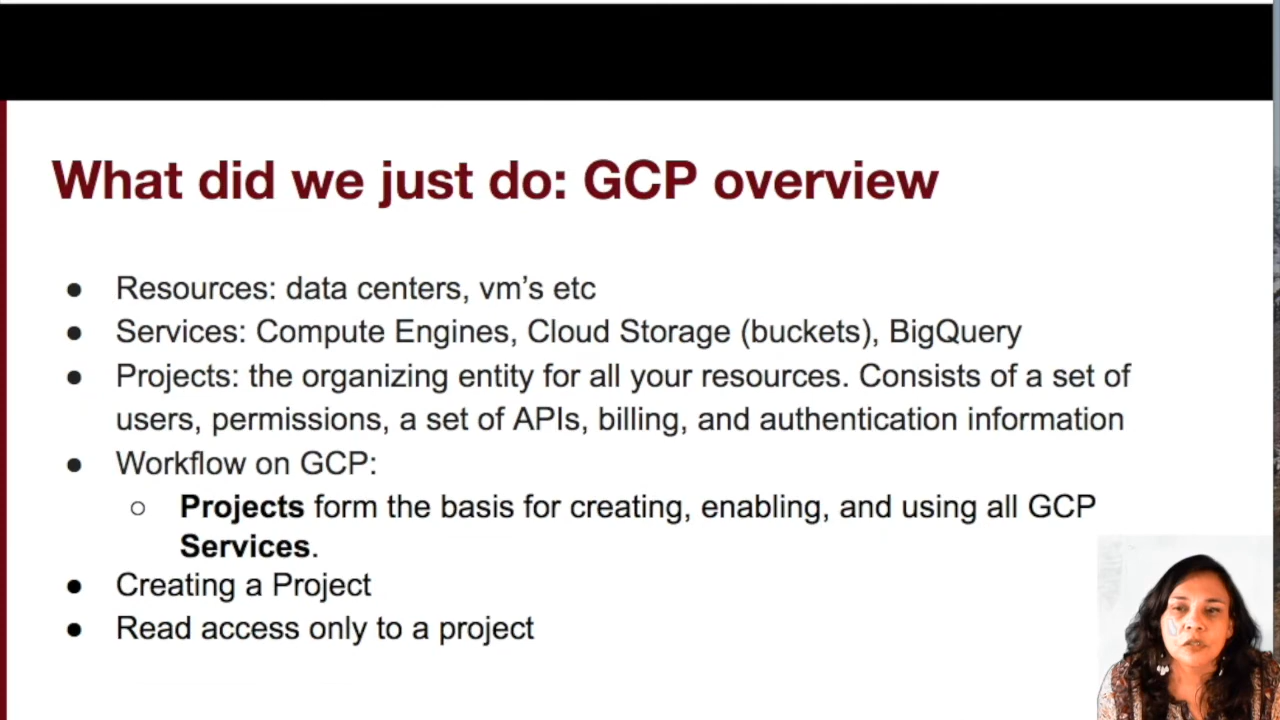 What did we just do: GCP overview
● Resources: data centers, vm’s etc
● Services: Compute Engines, Cloud Storage (buckets), BigQuery
● Projects: the organizing entity for all your resources. Consists of a set of
users, permissions, a set of APIs, billing, and authentication information
● Workflow on GCP:
○ Projects form the basis for creating, enabling, and using all GCP
Services.
● Creating a Project
● Read access only to a project